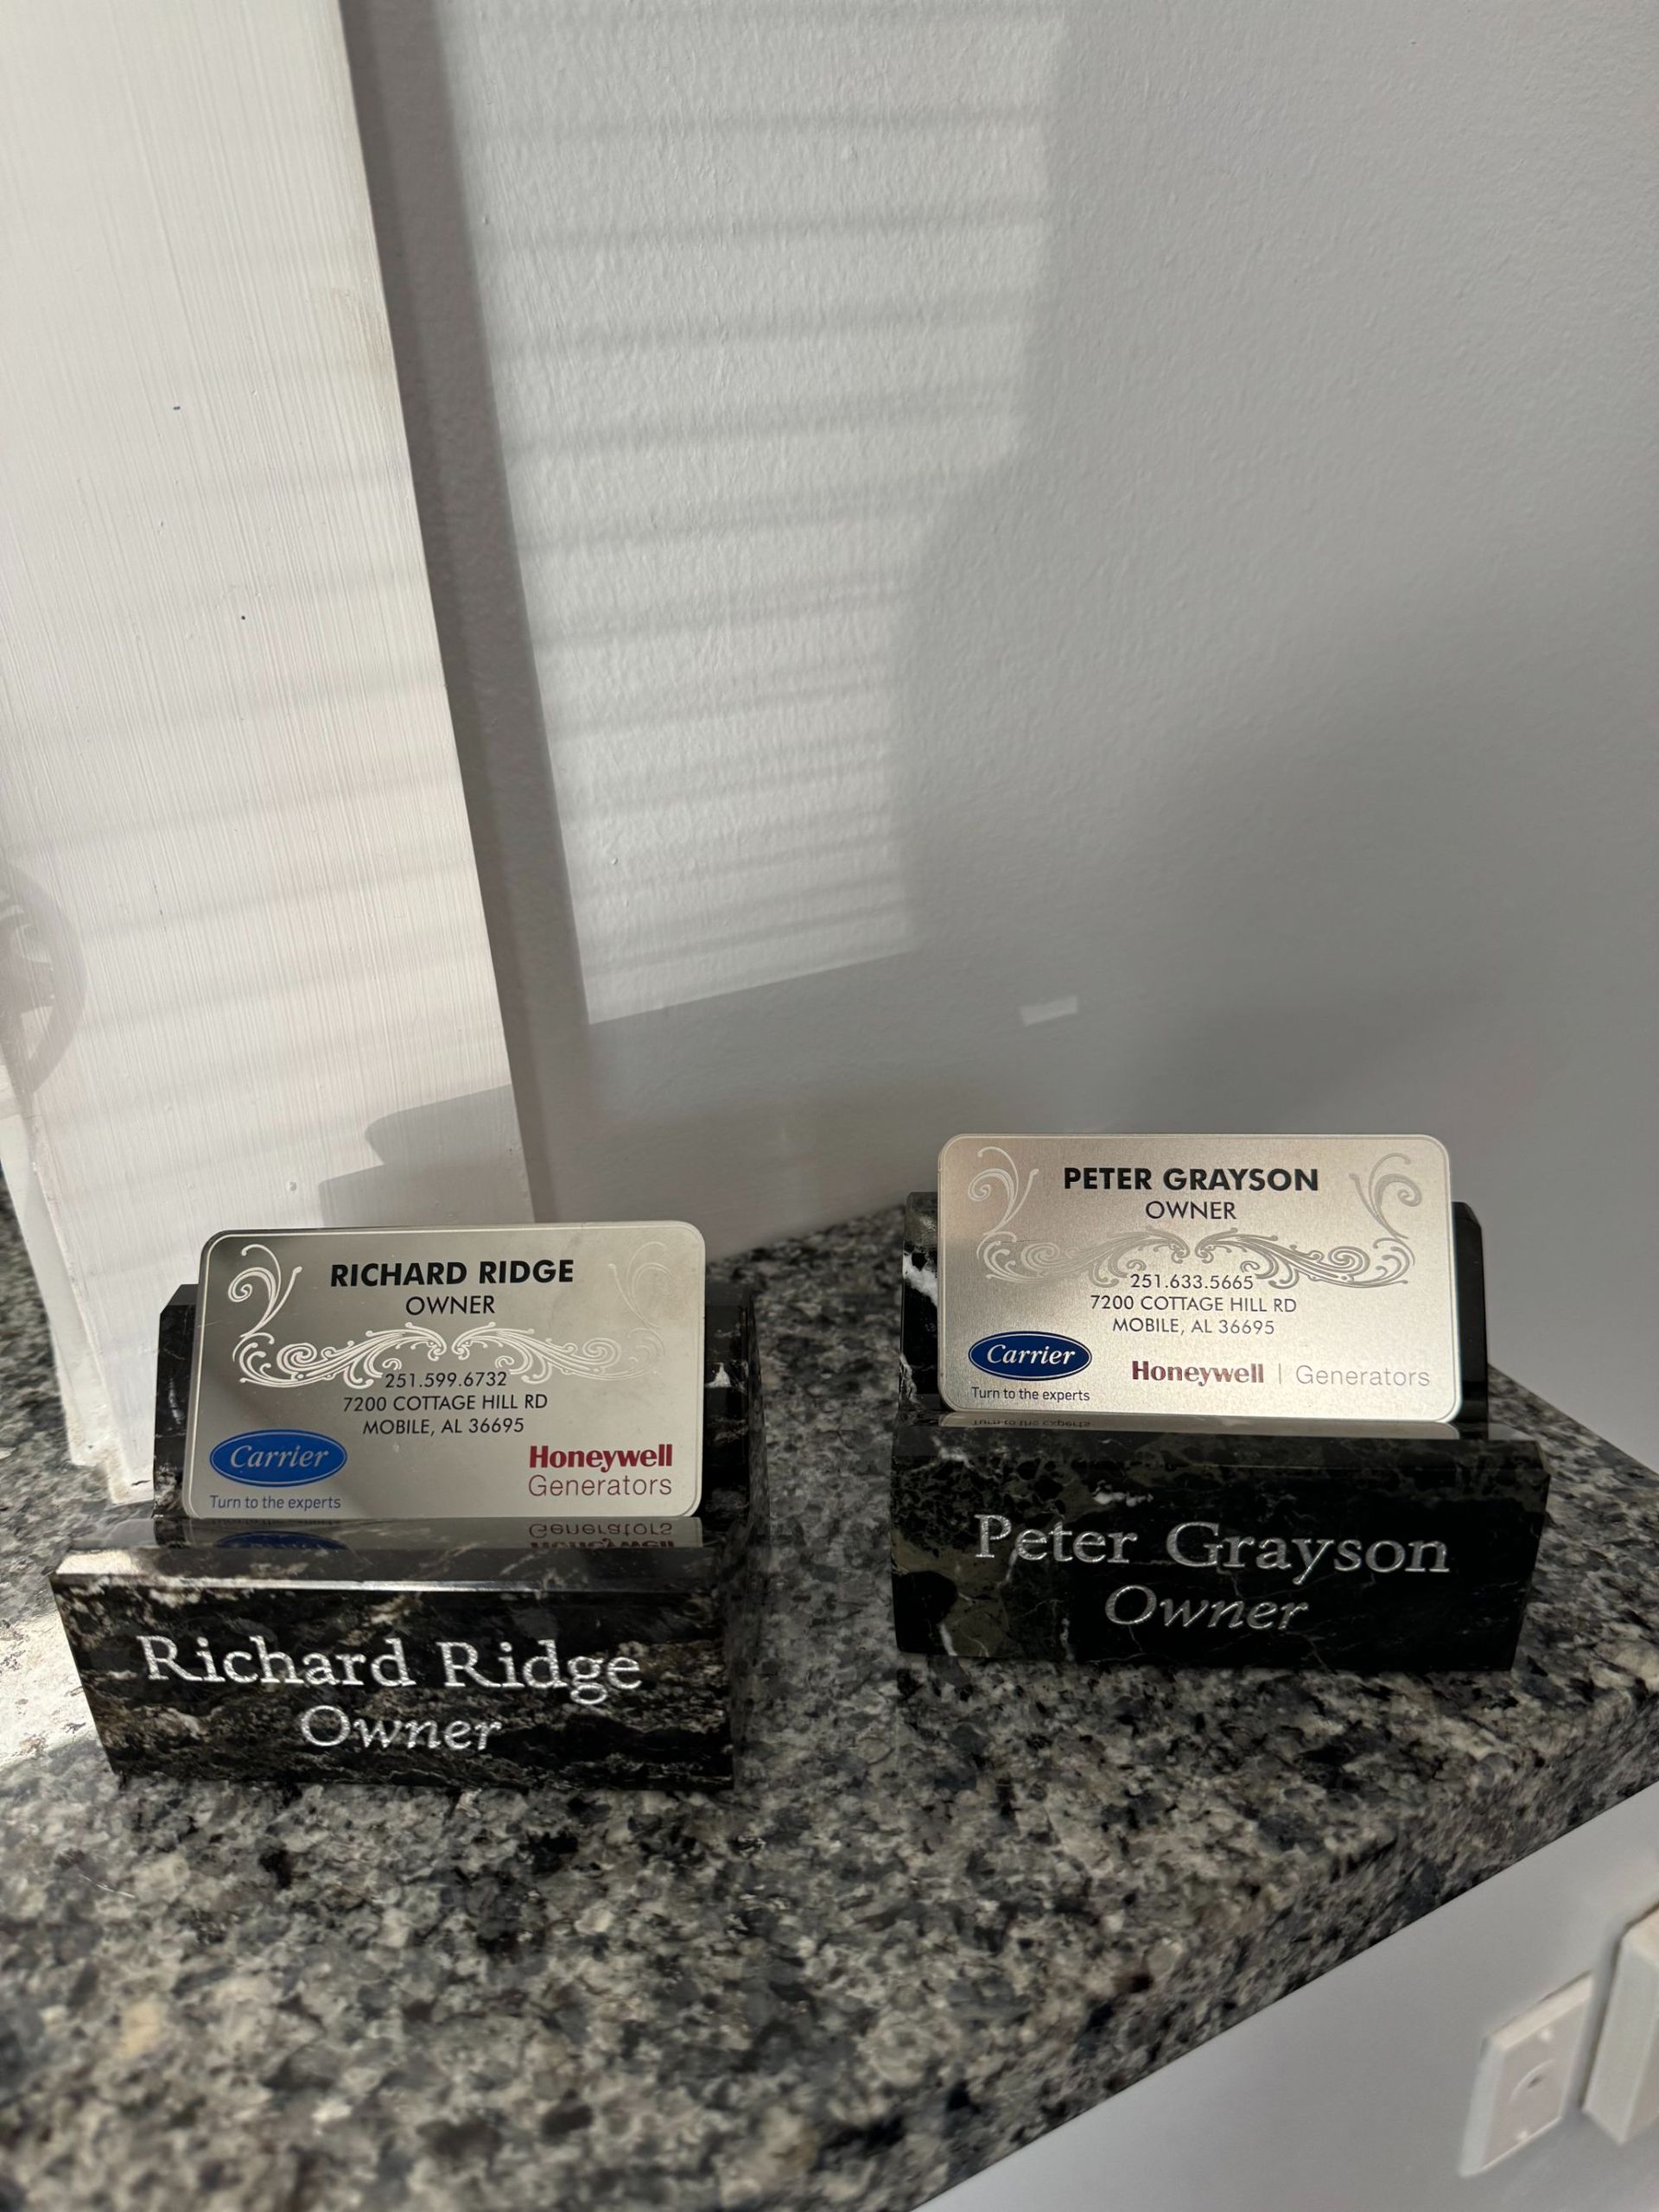 RICHARD RIDGE
OWNER
251.599.6732
7200 COTTAGE HILL RD
MOBILE, AL 36695
Carrier
Turn to the experts
Honeywell
Generators
Richard Ridge
Owner
PETER GRAYSON
OWNER
251.633.5665
7200 COTTAGE HILL RD
MOBILE, AL 36695
Carrier
Turn to the experts
Honeywell | Generators
Peter Grayson
Owner